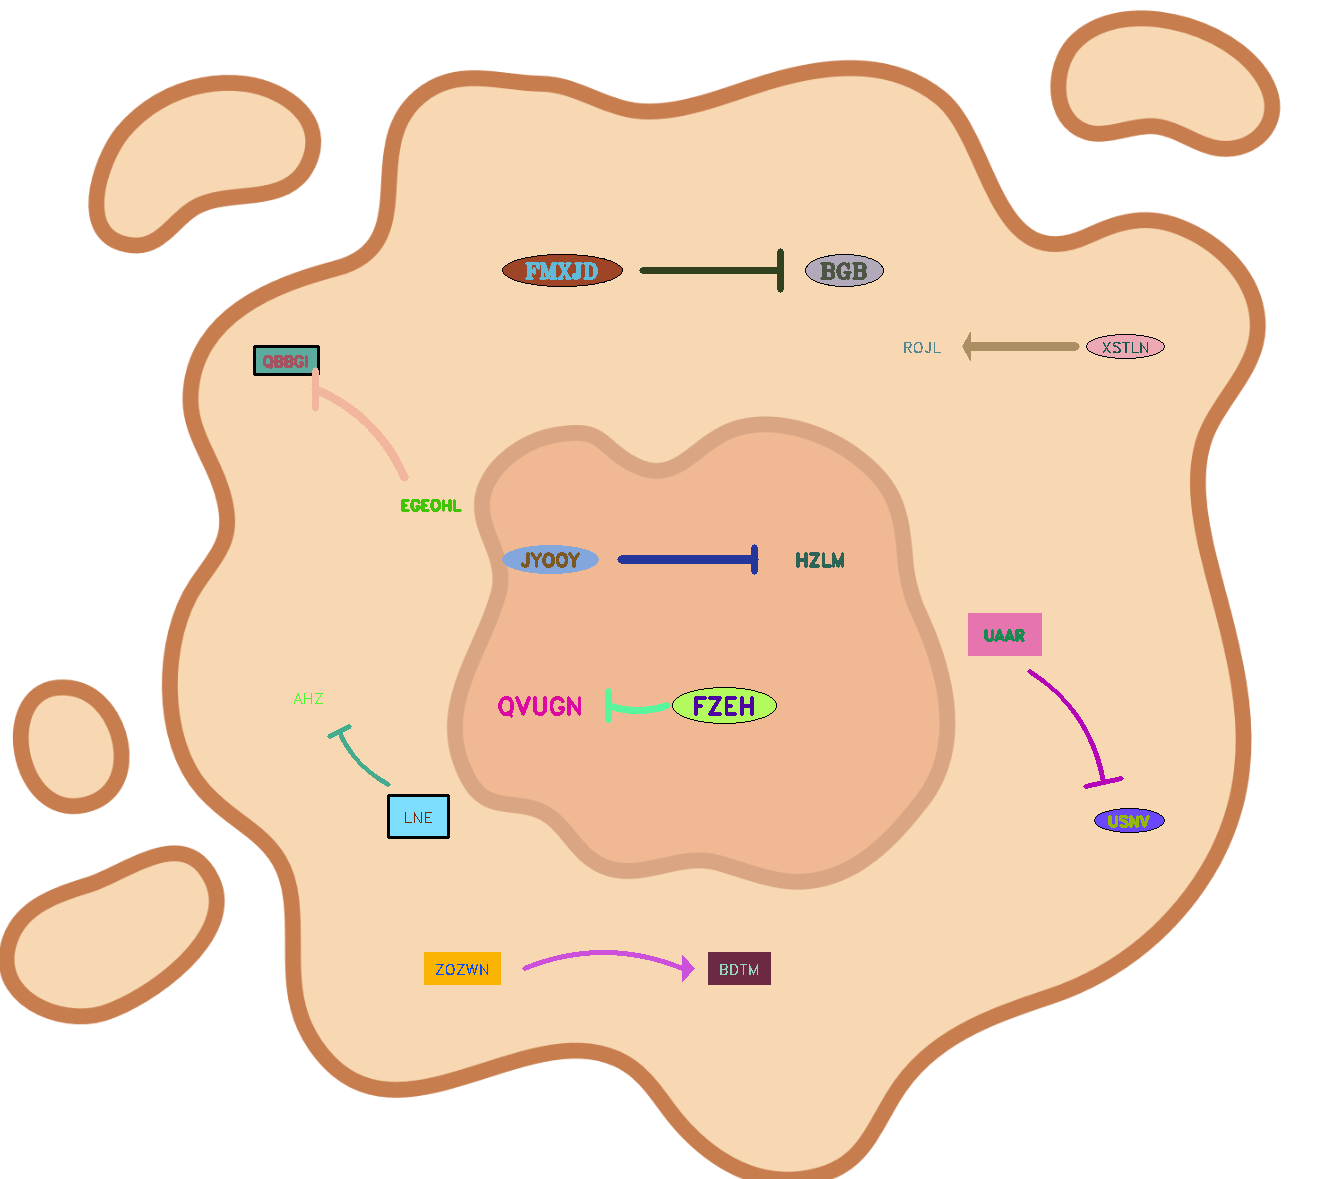 FMXJD
BGB
ROJL
XSTLN
QBBGI
EGEOHL
JYOOY
HZLM
UAAR
AHZ
QVUGN
FZEH
LNE
USNV
ZOZWN
BDTM